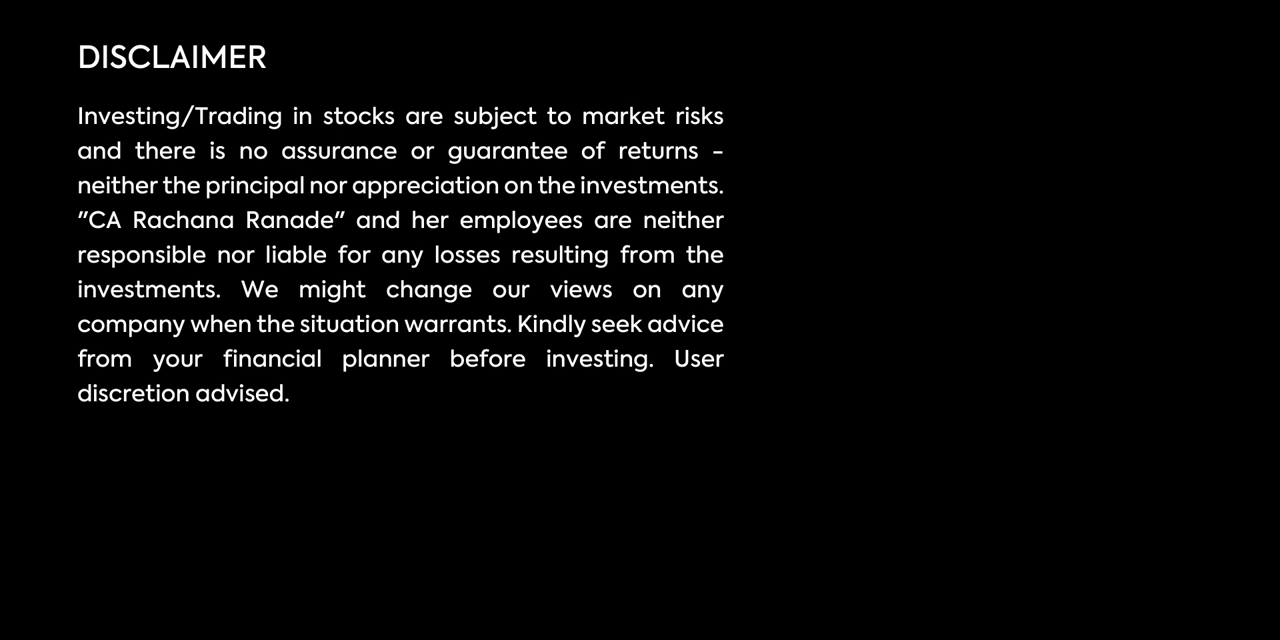 DISCLAIMER
Investing/Trading in stocks are subject to market risks
and there is no assurance or guarantee of returns -
neither the principal nor appreciation on the investments.
"CA Rachana Ranade" and her employees are neither
responsible nor liable for any losses resulting from the
investments. We might change our views on any
company when the situation warrants. Kindly seek advice
from your financial planner before investing. User
discretion advised.